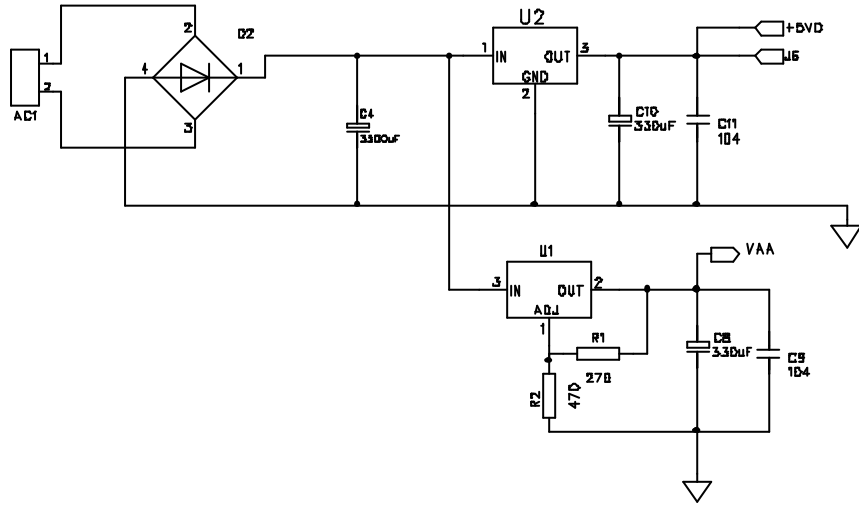 U2
D2
+5VD
J6
2
4
1
3
1
2
AC1
1
IN
OUT
3
GND
2
C4
3300uF
C10
330uF
C11
104
U1
VAA
3
IN
OUT
2
ADJ
1
R1
270
R2
470
C8
330uF
C9
104